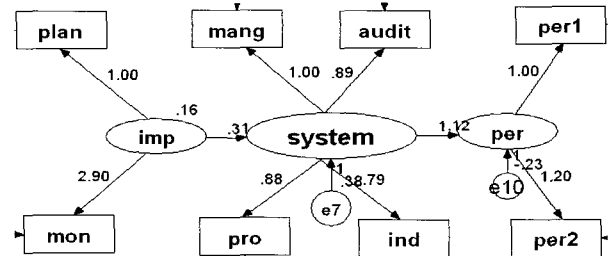 plan
mang
audit
per1
1.00
1.00
.89
1.00
.16
imp
.31
system
1.12
per
1
-.23
e10
2.90
.88
1
.38
.79
1.20
e7
mon
pro
ind
per2